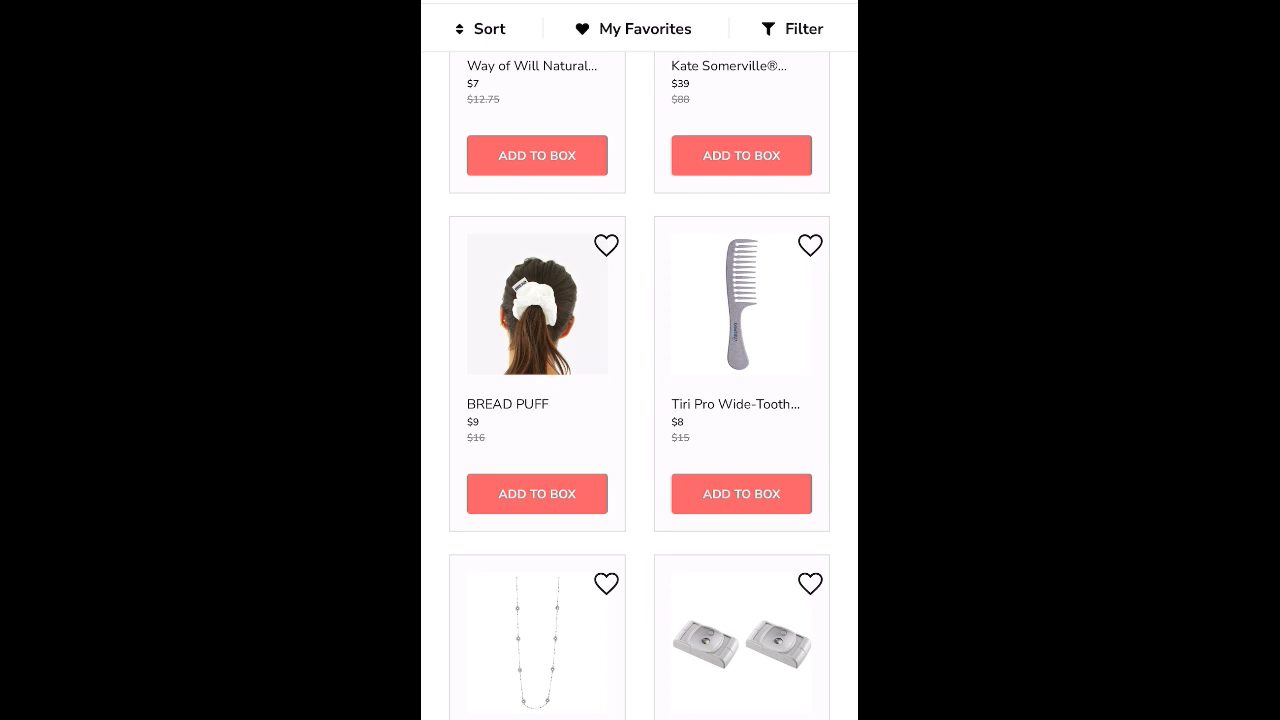 Sort
My Favorites
Filter
Way of Will Natural...
$7
$12.75
ADD TO BOX
Kate Somerville®...
$39
$88
ADD TO BOX
BREAD PUFF
$9
$16
ADD TO BOX
Tiri Pro Wide-Tooth...
$8
$15
ADD TO BOX